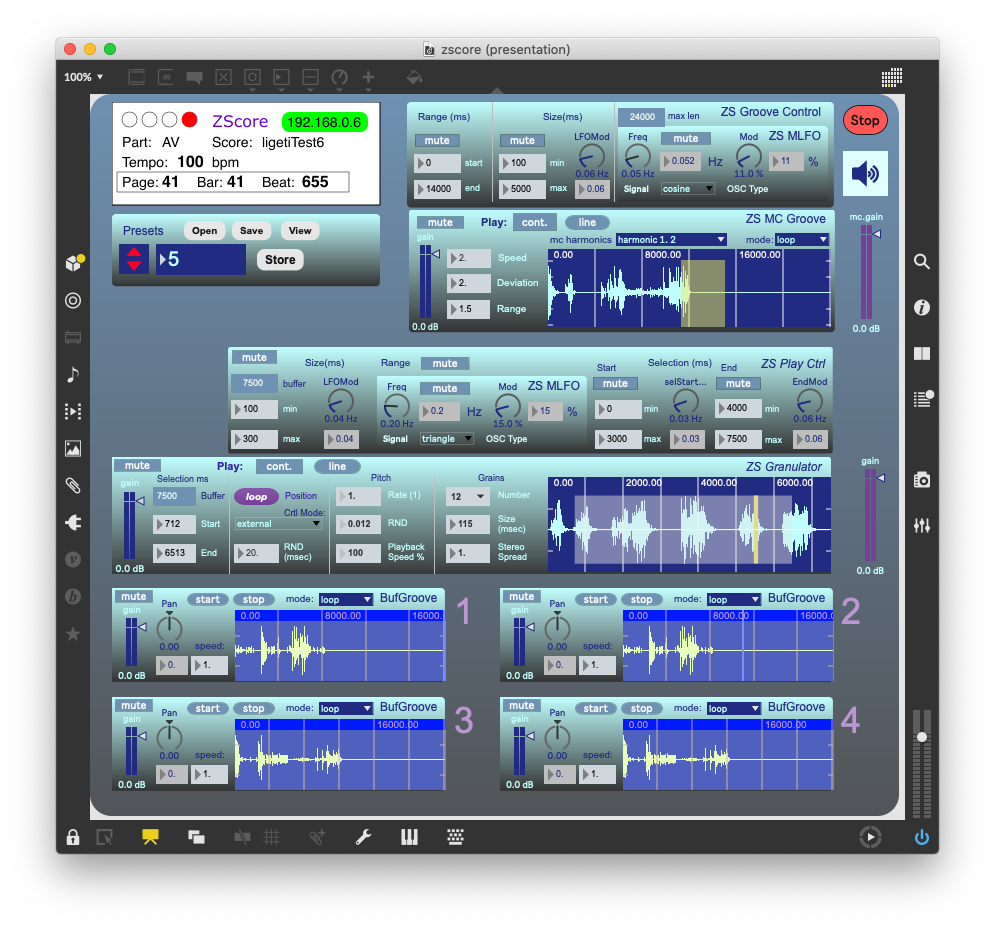 zscore (presentation)
100%
ZScore 192.168.0.6
Part: AV Score: ligetiTest6
Tempo: 100 bpm
Page: 41 Bar: 41 Beat: 655
Presets Open Save View
5 Store
Range (ms) Size(ms) 24000 max len ZS Groove Control
mute mute LFOMod Freq mute Mod ZS MLFO
0 start 100 min 0.06 Hz 0.05 Hz 0.052 Hz 11.0 % 11 %
14000 end 5000 max 0.06 Signal cosine OSC Type
Stop
mute Play: cont. line ZS MC Groove
gain mc harmonics harmonic 1. 2 mode: loop
2. Speed 0.00 8000.00 16000.00
2. Deviation
1.5 Range
0.0 dB
mc.gain
0.0 dB
mute Size(ms) Range mute Selection (ms) ZS Play Ctrl
7500 buffer LFOMod Freq mute Mod ZS MLFO Start mute selStart... End mute EndMod
100 min 0.04 Hz 0.20 Hz 0.2 Hz 15.0 % 15 % 0 min 0.03 Hz 4000 min 0.06 Hz
300 max 0.04 Signal triangle OSC Type 3000 max 0.03 7500 max 0.06
mute Play: cont. line ZS Granulator
gain Selection ms Pitch Grains
7500 Buffer loop Position 1. Rate (1) 12 Number 0.00 2000.00 4000.00 6000.00
Crtl Mode:
712 Start external 0.012 RND 115 Size (msec)
6513 End 20. RND (msec) 100 Playback Speed % 1. Stereo Spread
0.0 dB
gain
0.0 dB
mute Pan start stop mode: loop BufGroove 1
gain 0.00 8000.00 16000.
0.00 speed:
0. 1.
0.0 dB
mute Pan start stop mode: loop BufGroove 2
gain 0.00 8000.00 16000.0
0.00 speed:
0. 1.
0.0 dB
mute Pan start stop mode: loop BufGroove 3
gain 0.00 16000.00
0.00 speed:
0. 1.
0.0 dB
mute Pan start stop mode: loop BufGroove 4
gain 0.00 16000.00
0.00 speed:
0. 1.
0.0 dB